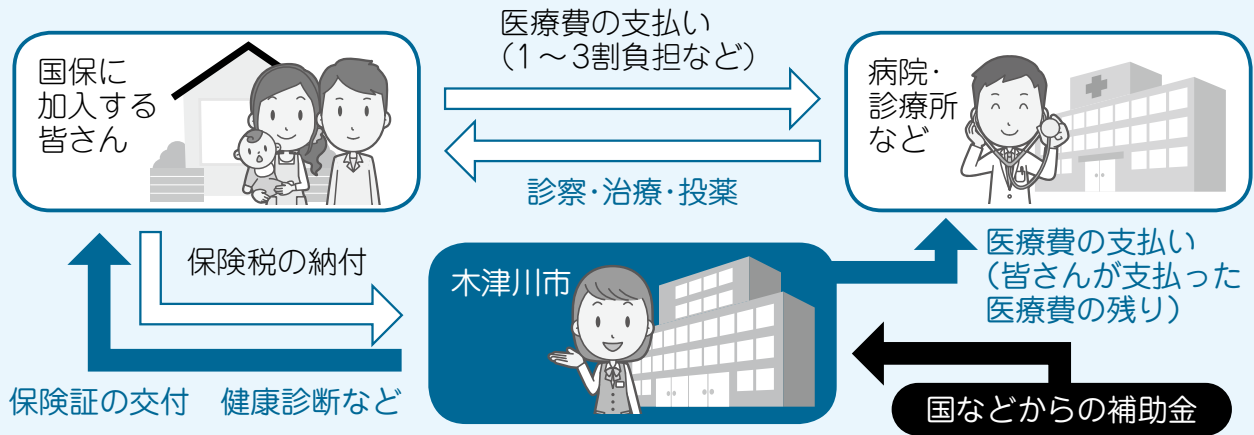 医療費の支払い
（1～3割負担など）
国保に
加入する
皆さん
病院・
診療所
など
診察・治療・投薬
保険税の納付
木津川市
医療費の支払い
（皆さんが支払った
医療費の残り）
保険証の交付　健康診断など
国などからの補助金